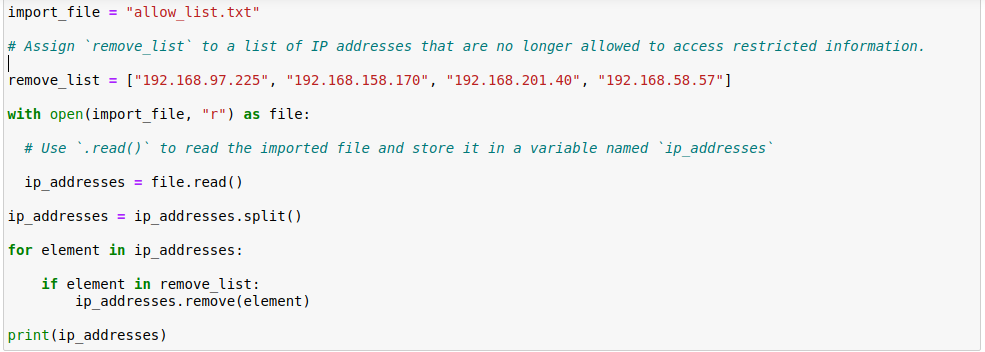 import_file = "allow_list.txt"
# Assign `remove_list` to a list of IP addresses that are no longer allowed to access restricted information.
remove_list = ["192.168.97.225", "192.168.158.170", "192.168.201.40", "192.168.58.57"]
with open(import_file, "r") as file:
  # Use `.read()` to read the imported file and store it in a variable named `ip_addresses`
  ip_addresses = file.read()
ip_addresses = ip_addresses.split()
for element in ip_addresses:
    if element in remove_list:
        ip_addresses.remove(element)
print(ip_addresses)